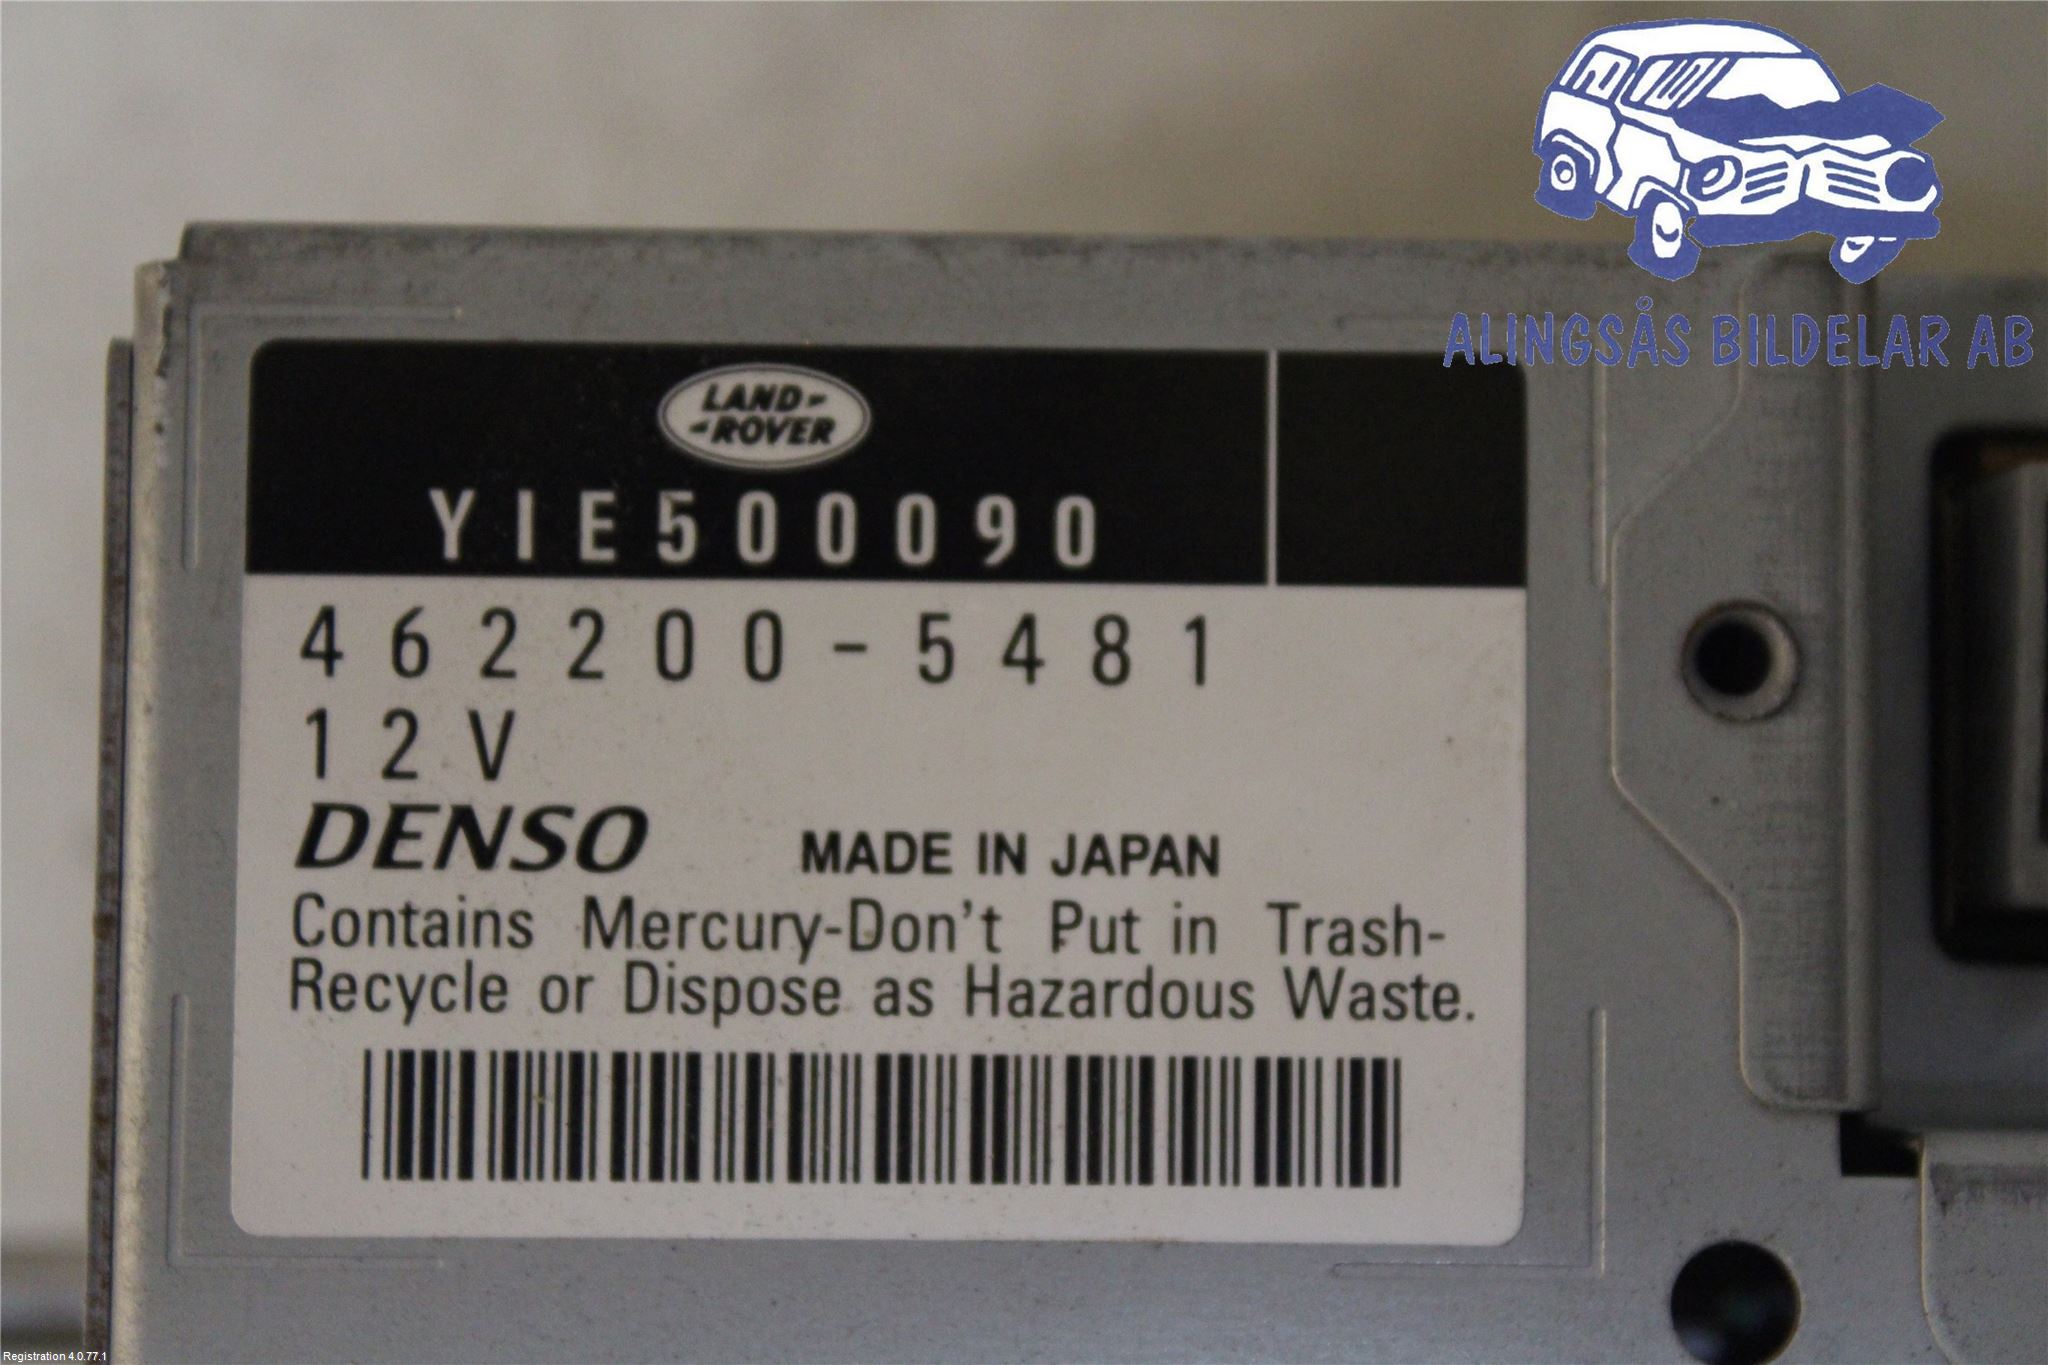 ALINGSÅS BILDELAR AB
LAND-
-ROVER
YIE500090
462200-5481
12V
DENSO MADE IN JAPAN
Contains Mercury-Don't Put in Trash-
Recycle or Dispose as Hazardous Waste.
Registration 4.0.77.1